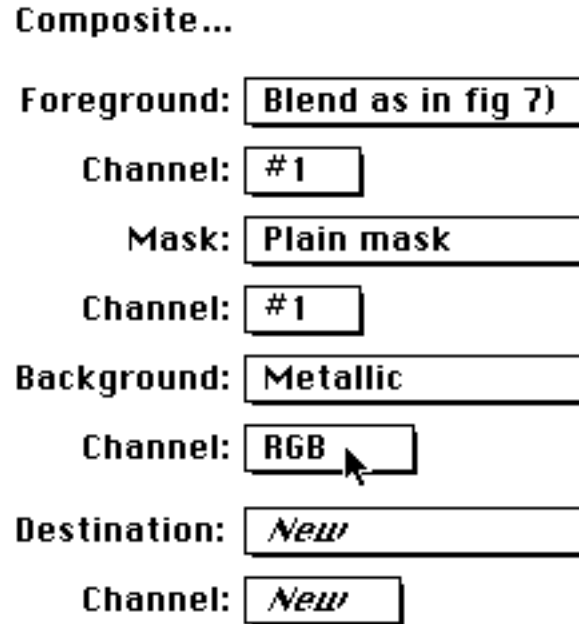 Composite...
Foreground: Blend as in fig 7)
Channel: #1
Mask: Plain mask
Channel: #1
Background: Metallic
Channel: RGB
Destination: New
Channel: New